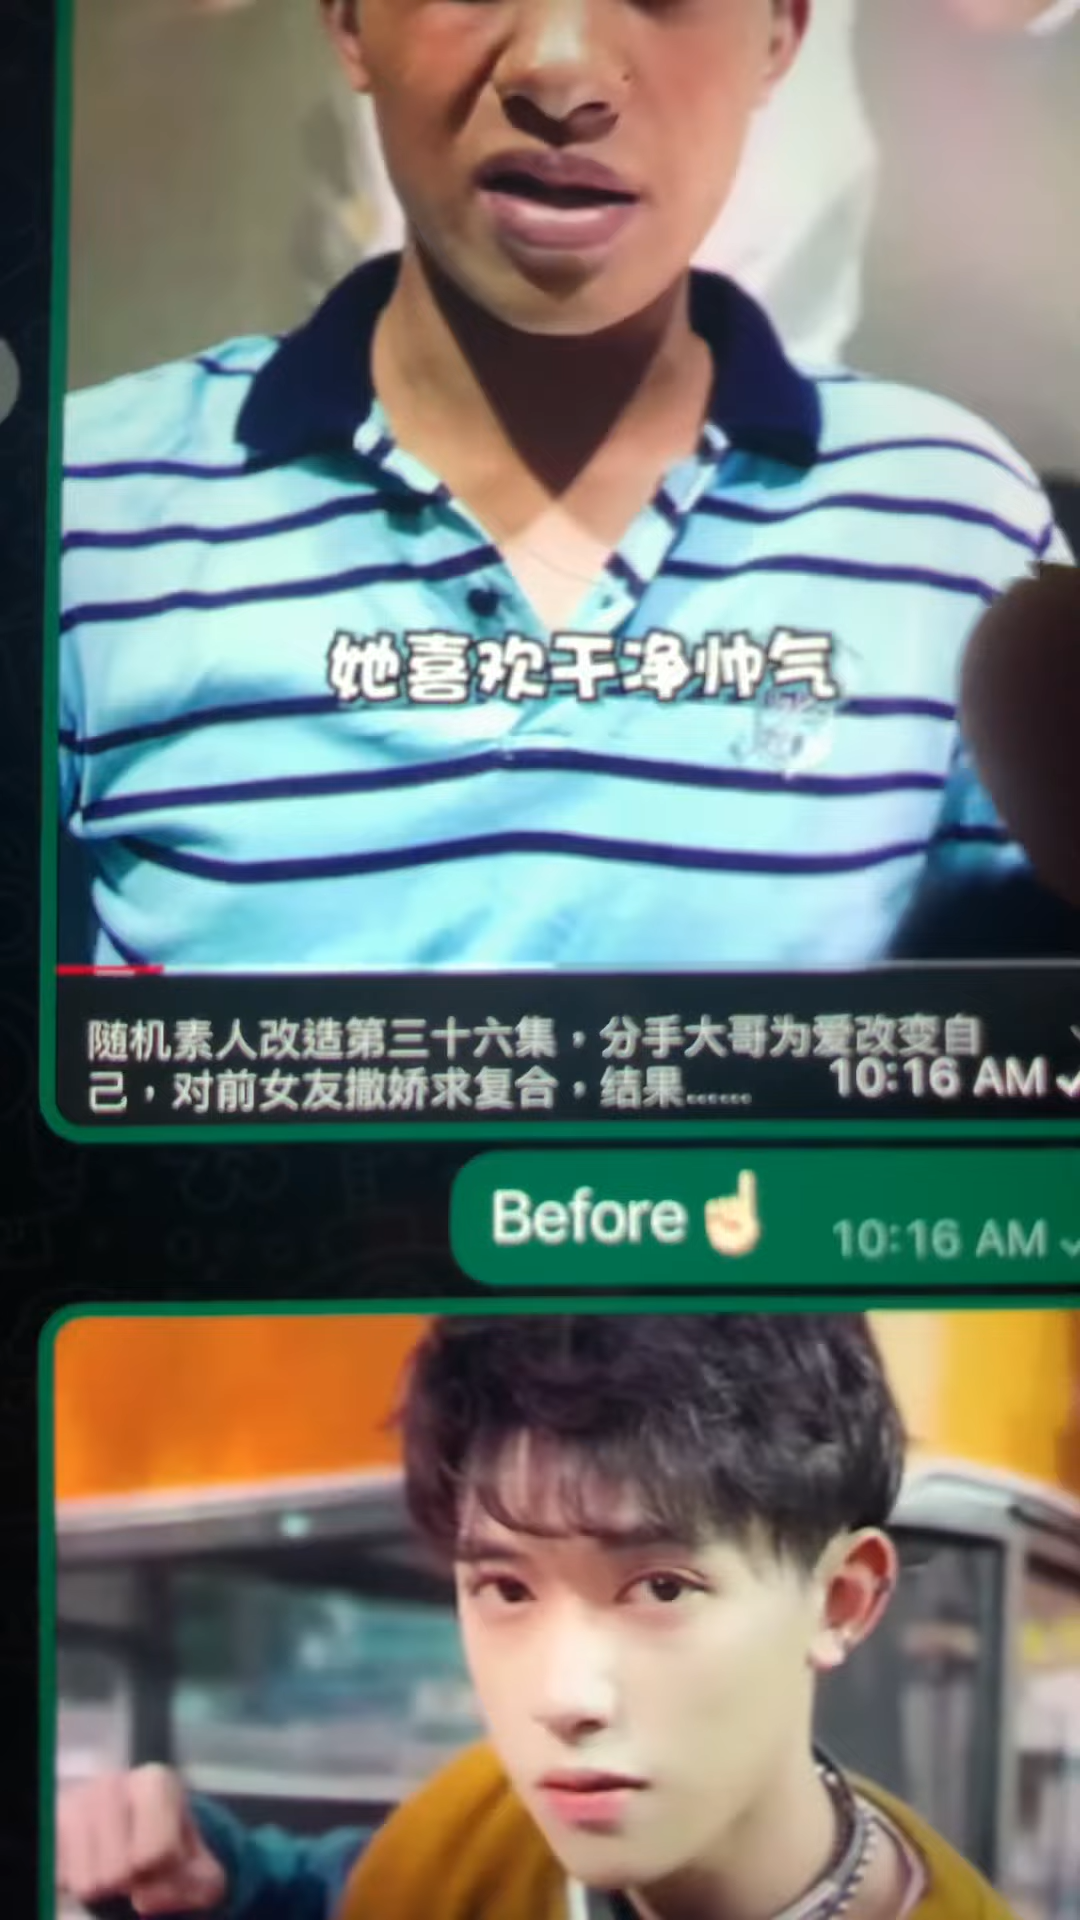 她喜欢干净帅气
随机素人改造第三十六集，分手大哥为爱改变自
己，对前女友撒娇求复合，结果......
10:16 AM
Before☝🏻
10:16 AM